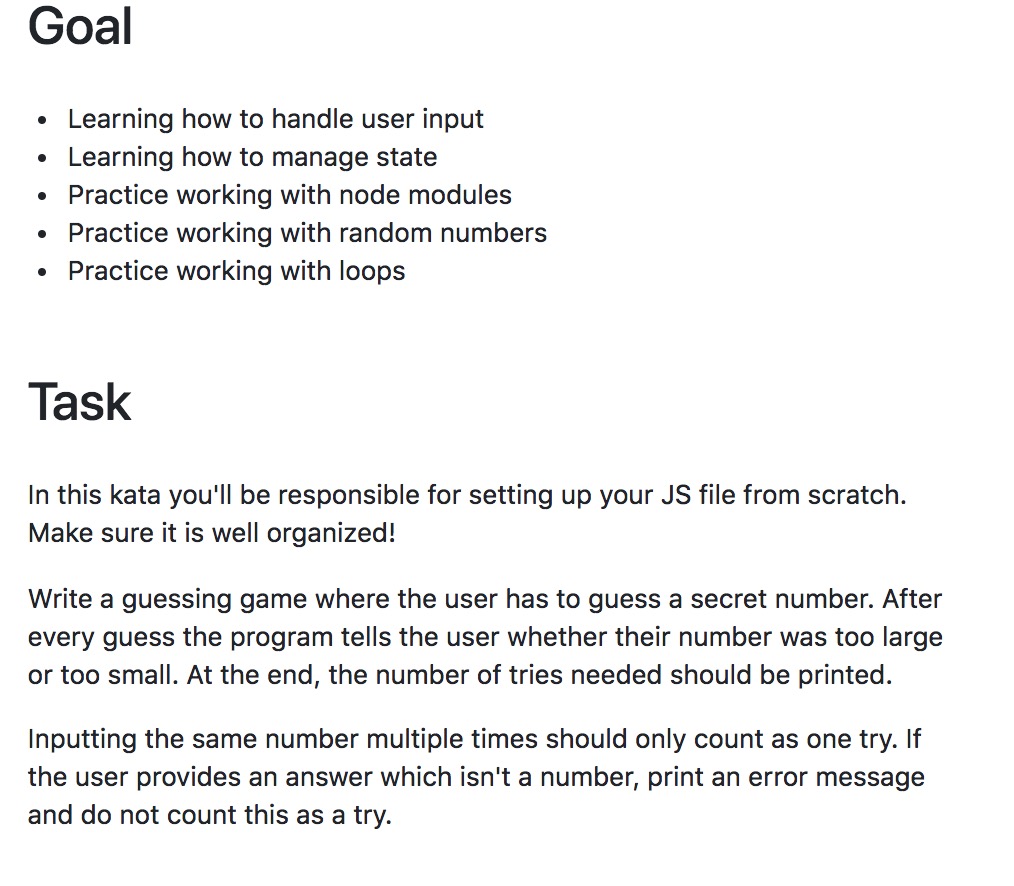 Goal
• Learning how to handle user input
• Learning how to manage state
• Practice working with node modules
• Practice working with random numbers
• Practice working with loops
Task
In this kata you'll be responsible for setting up your JS file from scratch.
Make sure it is well organized!
Write a guessing game where the user has to guess a secret number. After
every guess the program tells the user whether their number was too large
or too small. At the end, the number of tries needed should be printed.
Inputting the same number multiple times should only count as one try. If
the user provides an answer which isn't a number, print an error message
and do not count this as a try.